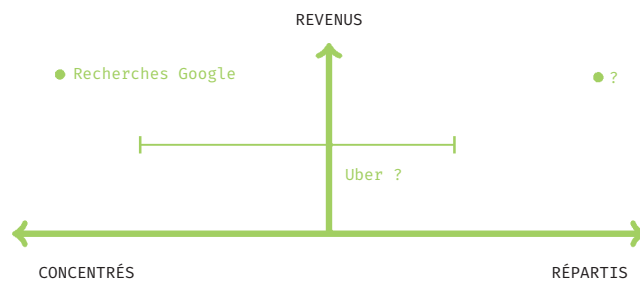 REVENUS
Recherches Google
?
Uber ?
CONCENTRÉS
RÉPARTIS